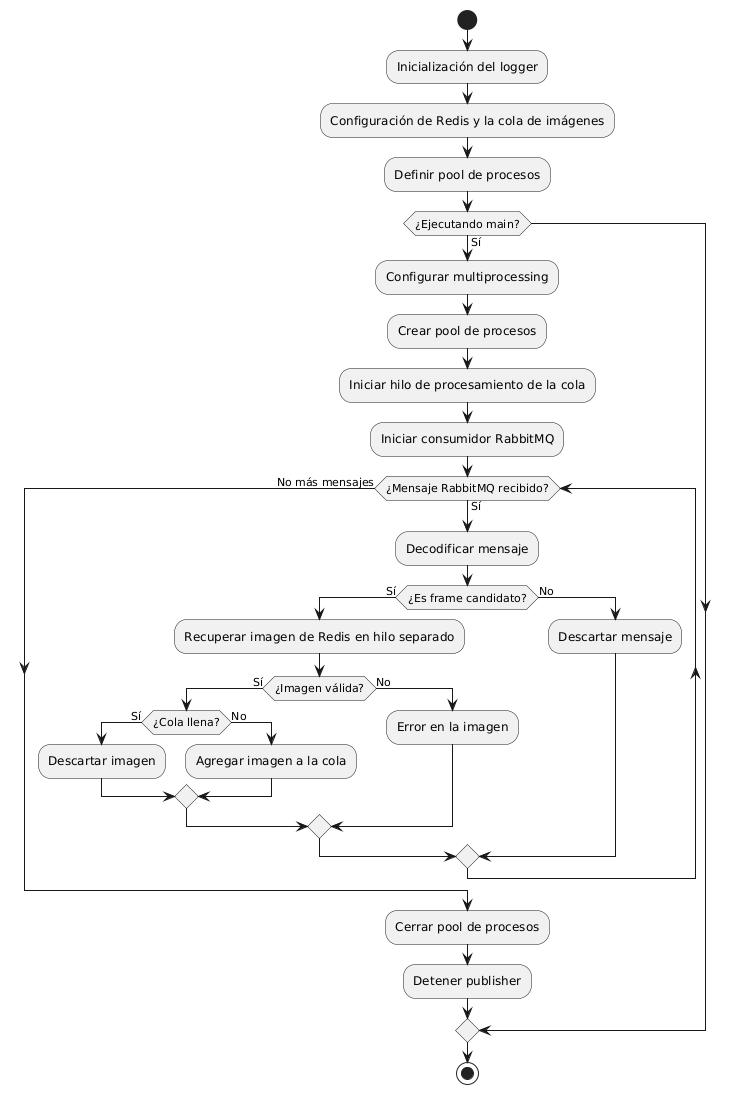 Inicialización del logger
Configuración de Redis y la cola de imágenes
Definir pool de procesos
¿Ejecutando main?
Sí
Configurar multiprocessing
Crear pool de procesos
Iniciar hilo de procesamiento de la cola
Iniciar consumidor RabbitMQ
No más mensajes
¿Mensaje RabbitMQ recibido?
Sí
Decodificar mensaje
Sí
¿Es frame candidato?
No
Recuperar imagen de Redis en hilo separado
Descartar mensaje
Sí
¿Imagen válida?
No
Sí
¿Cola llena?
No
Error en la imagen
Descartar imagen
Agregar imagen a la cola
Cerrar pool de procesos
Detener publisher